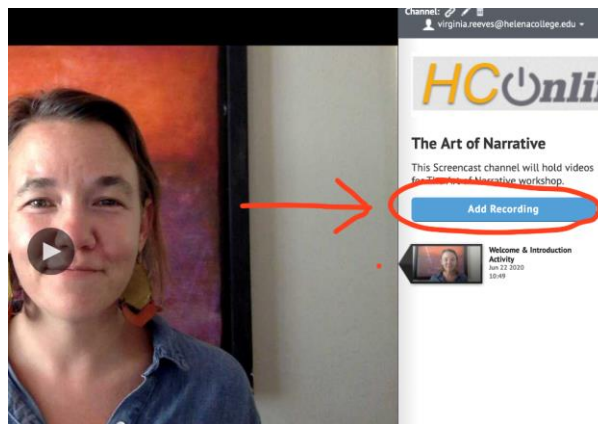 Channel:
virginia.reeves@helenacollege.edu
HC Onli
The Art of Narrative
This Screencast channel will hold videos
for The Art of Narrative workshop.
Add Recording
Welcome & Introduction
Activity
Jun 22 2020
10:49